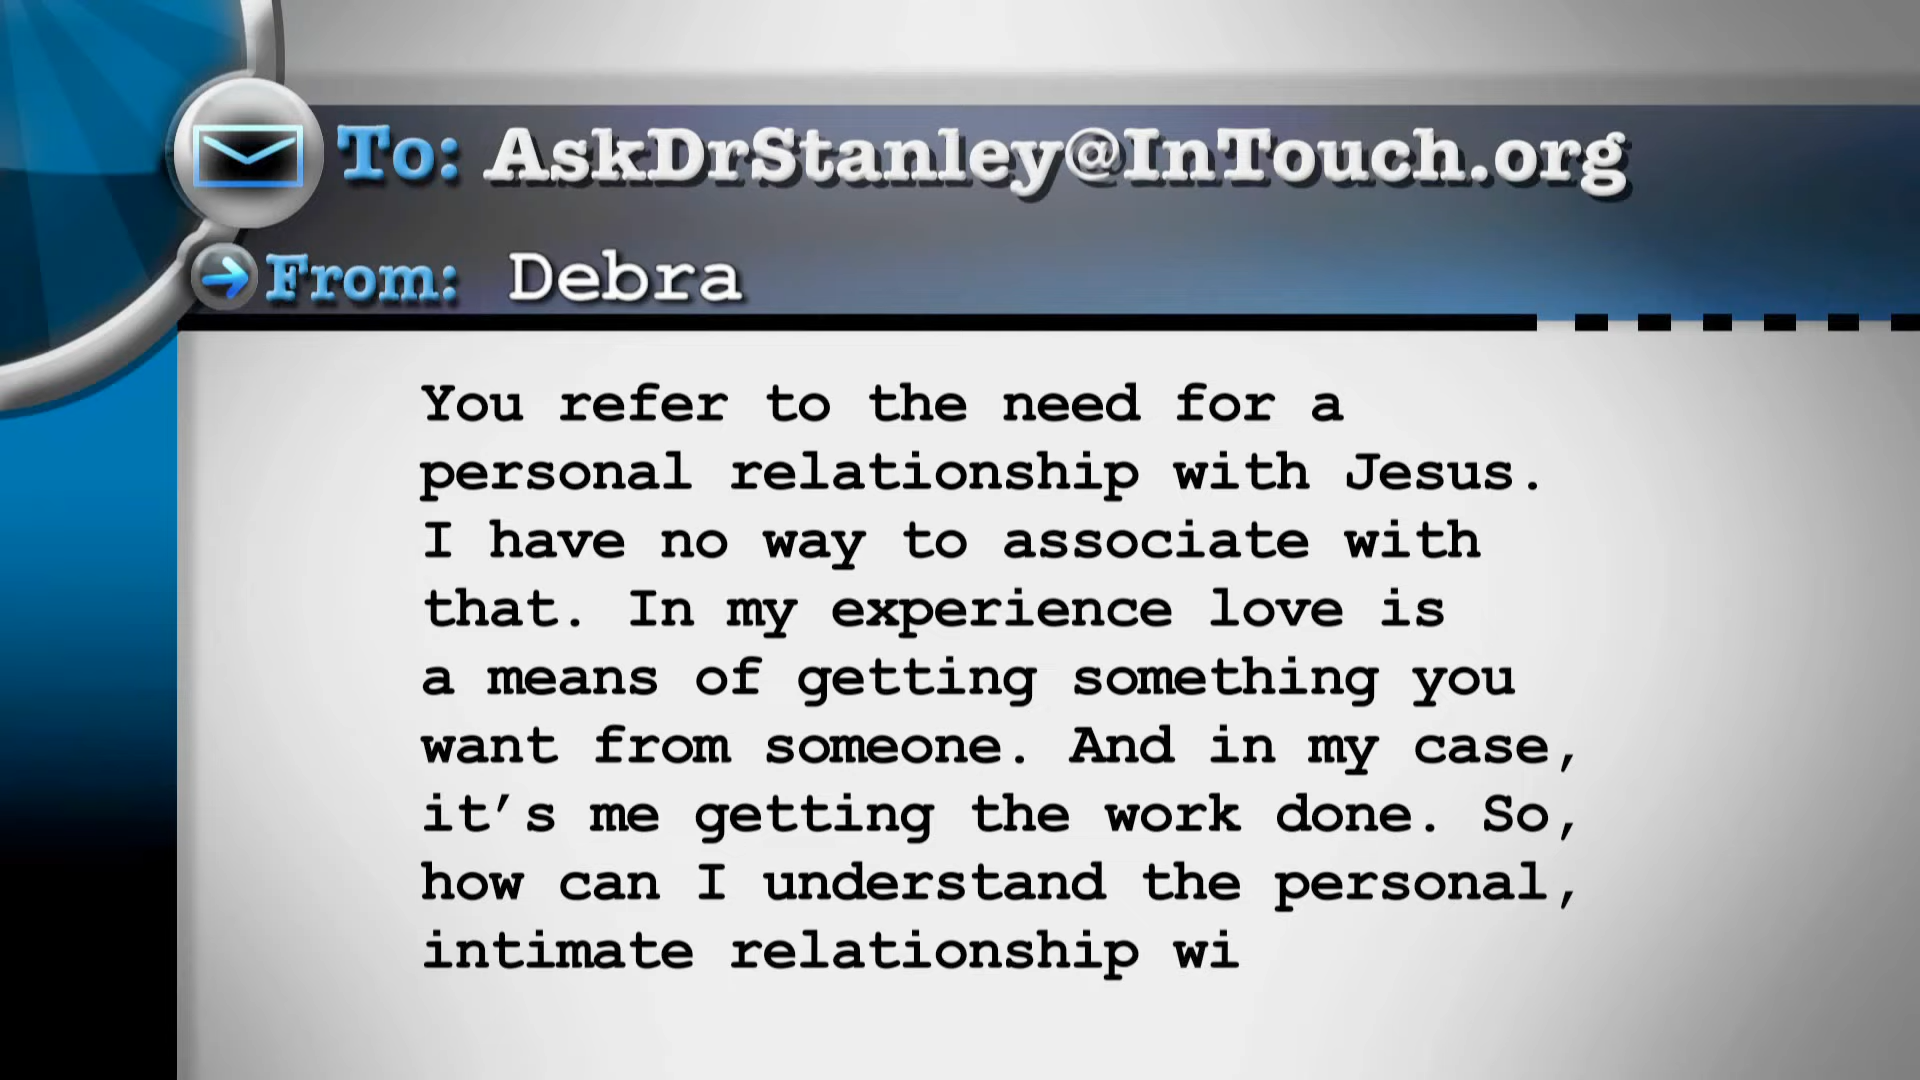 To: AskDrStanley@InTouch.org
From: Debra
You refer to the need for a
personal relationship with Jesus.
I have no way to associate with
that. In my experience love is
a means of getting something you
want from someone. And in my case,
it’s me getting the work done. So,
how can I understand the personal,
intimate relationship wi